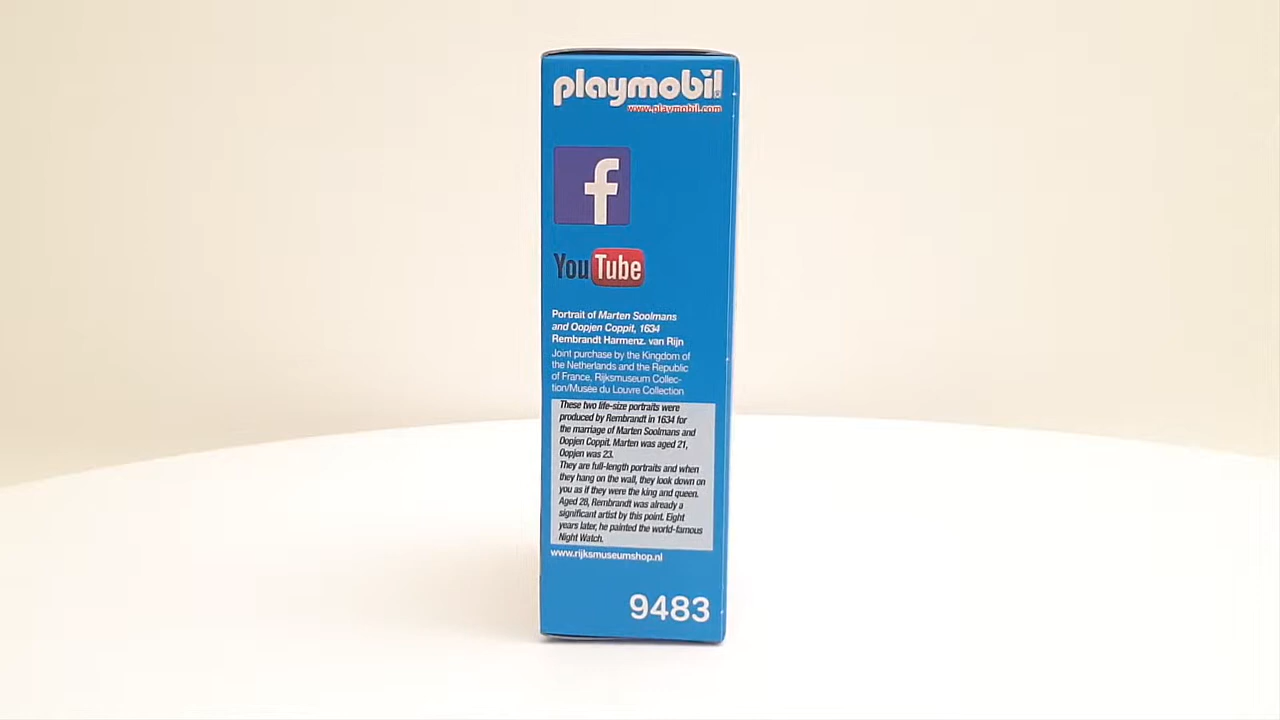 playmobil
www.playmobil.com
f
YouTube
Portrait of Marten Soolmans
and Oopjen Coppit, 1634
Rembrandt Harmenz. van Rijn
Joint purchase by the Kingdom of
the Netherlands and the Republic
of France, Rijksmuseum Collec-
tion/Musée du Louvre Collection
These two life-size portraits were
produced by Rembrandt in 1634 for
the marriage of Marten Soolmans and
Oopjen Coppit. Marten was aged 21,
Oopjen was 23.
They are full-length portraits and when
they hang on the wall, they look down on
you as if they were the king and queen.
Aged 28, Rembrandt was already a
significant artist by this point. Eight
years later, he painted the world-famous
Night Watch.
www.rijksmuseumshop.nl
9483